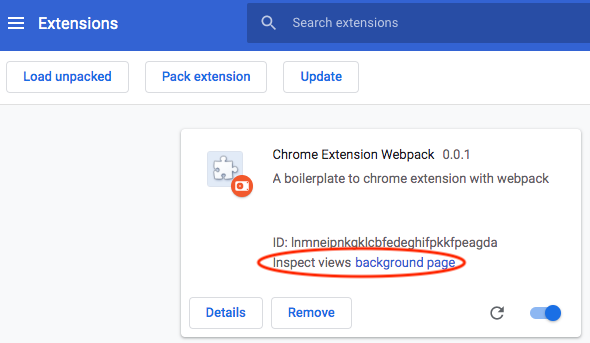 Extensions
Search extensions
Load unpacked
Pack extension
Update
Chrome Extension Webpack 0.0.1
A boilerplate to chrome extension with webpack
ID: lnmneipnkgklcbfedeghifpkkfpeagda
Inspect views background page
Details
Remove